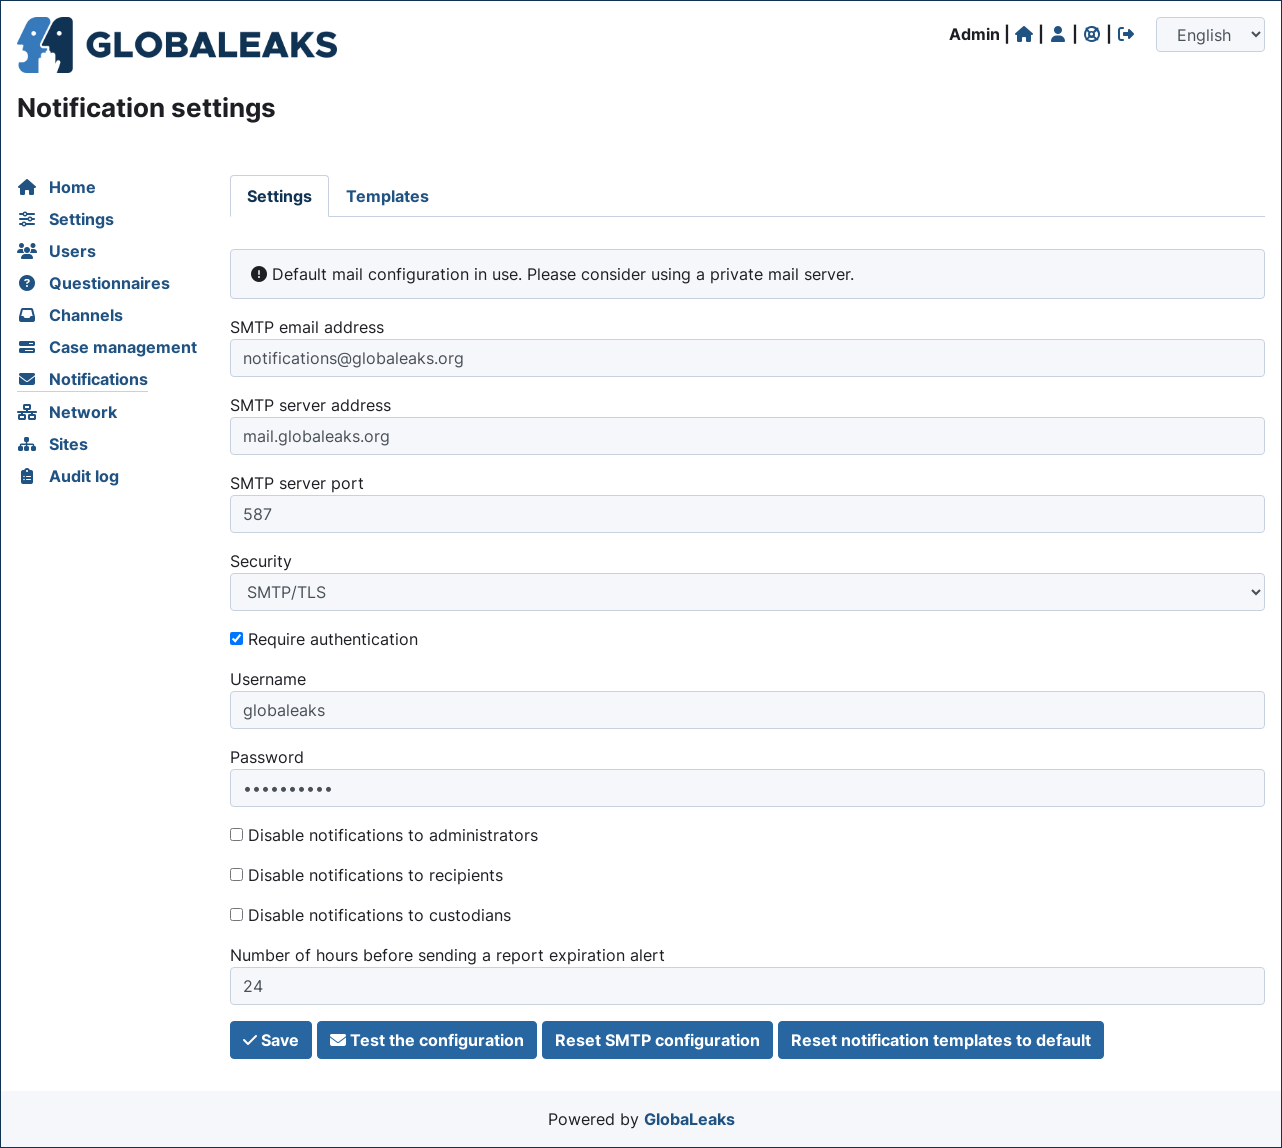 GLOBALEAKS
Admin | | | |
English
Notification settings
Home
Settings
Users
Questionnaires
Channels
Case management
Notifications
Network
Sites
Audit log
Settings Templates
Default mail configuration in use. Please consider using a private mail server.
SMTP email address
notifications@globaleaks.org
SMTP server address
mail.globaleaks.org
SMTP server port
587
Security
SMTP/TLS
Require authentication
Username
globaleaks
Password
••••••••••
Disable notifications to administrators
Disable notifications to recipients
Disable notifications to custodians
Number of hours before sending a report expiration alert
24
Save Test the configuration Reset SMTP configuration Reset notification templates to default
Powered by GlobaLeaks